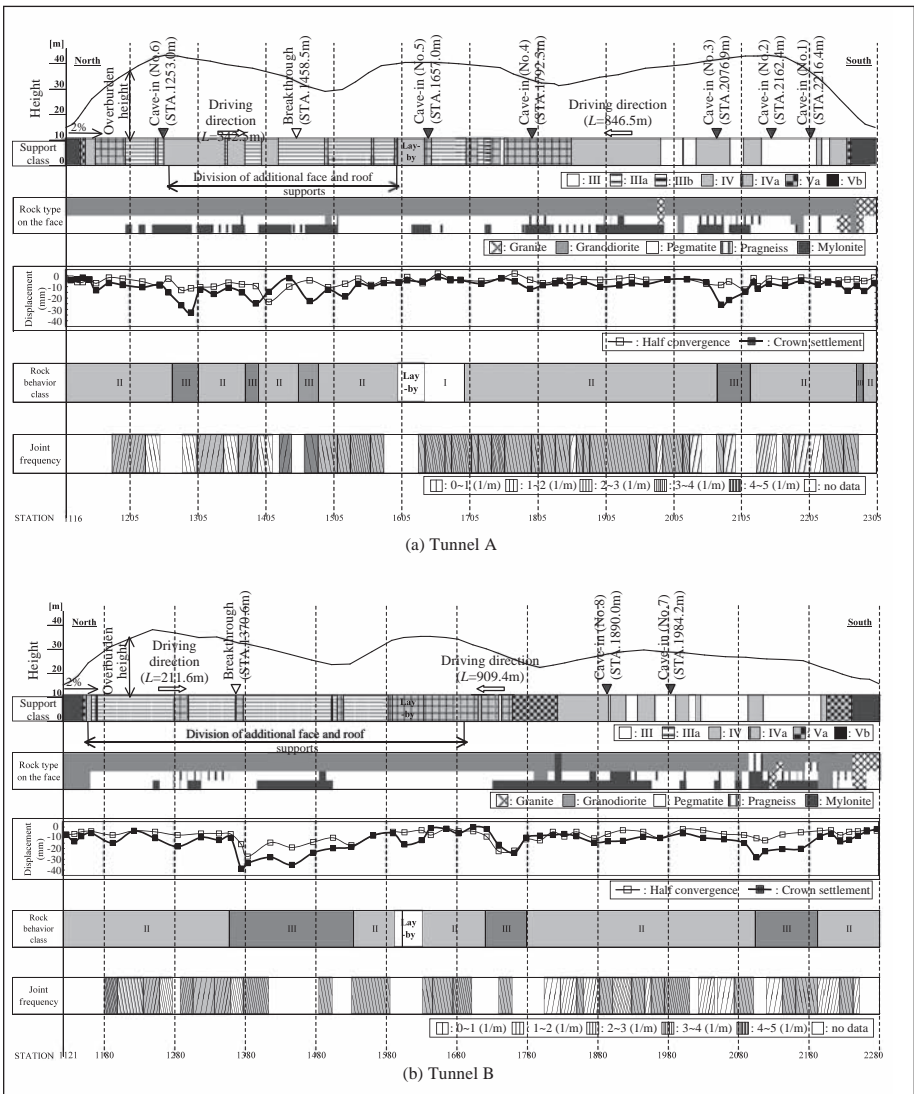 [m]
North
South
40
30
20
10
0
Height
2%
Overburden height
Cave-in (No.6)
(STA.1253.0m)
Driving direction
(L=342.5m)
Breakthrough
(STA.1458.5m)
Cave-in (No.5)
(STA.1657.0m)
Cave-in (No.4)
(STA.1792.5m)
Driving direction
(L=846.5m)
Cave-in (No.3)
(STA.2076.9m)
Cave-in (No.2)
(STA.2162.4m)
Cave-in (No.1)
(STA.2216.4m)
Support class
Lay-by
Division of additional face and roof supports
: III : IIIa : IIIb : IV : IVa : Va : Vb
Rock type on the face
: Granite : Granodiorite : Pegmatite : Pragneiss : Mylonite
Displacement (mm)
0
-10
-20
-30
-40
: Half convergence : Crown settlement
Rock behavior class
II III II III II III II Lay-by I II III II III II
Joint frequency
: 0~1 (1/m) : 1~2 (1/m) : 2~3 (1/m) : 3~4 (1/m) : 4~5 (1/m) : no data
STATION 1116 1205 1305 1405 1505 1605 1705 1805 1905 2005 2105 2205 2305
(a) Tunnel A
[m]
North
South
40
30
20
10
0
Height
2%
Overburden height
Driving direction
(L=211.6m)
Breakthrough
(STA.1370.6m)
Driving direction
(L=909.4m)
Cave-in (No.8)
(STA.1890.0m)
Cave-in (No.7)
(STA.1984.2m)
Support class
Lay-by
Division of additional face and roof supports
: III : IIIa : IV : IVa : Va : Vb
Rock type on the face
: Granite : Granodiorite : Pegmatite : Pragneiss : Mylonite
Displacement (mm)
0
-10
-20
-30
-40
: Half convergence : Crown settlement
Rock behavior class
II III II Lay-by II III II III II
Joint frequency
: 0~1 (1/m) : 1~2 (1/m) : 2~3 (1/m) : 3~4 (1/m) : 4~5 (1/m) : no data
STATION 1121 1180 1280 1380 1480 1580 1680 1780 1880 1980 2080 2180 2280
(b) Tunnel B